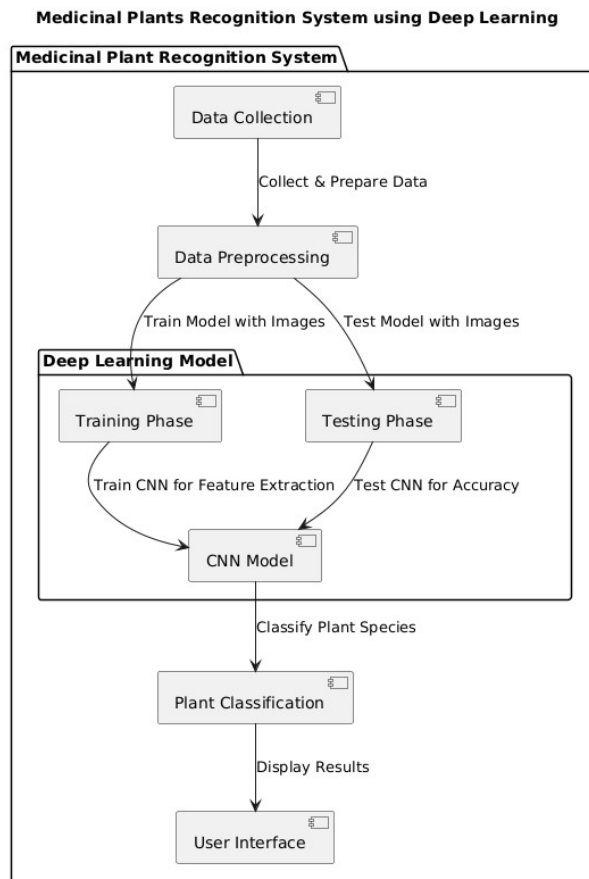 Medicinal Plants Recognition System using Deep Learning
Medicinal Plant Recognition System
Data Collection
Collect & Prepare Data
Data Preprocessing
Train Model with Images
Test Model with Images
Deep Learning Model
Training Phase
Testing Phase
Train CNN for Feature Extraction
Test CNN for Accuracy
CNN Model
Classify Plant Species
Plant Classification
Display Results
User Interface